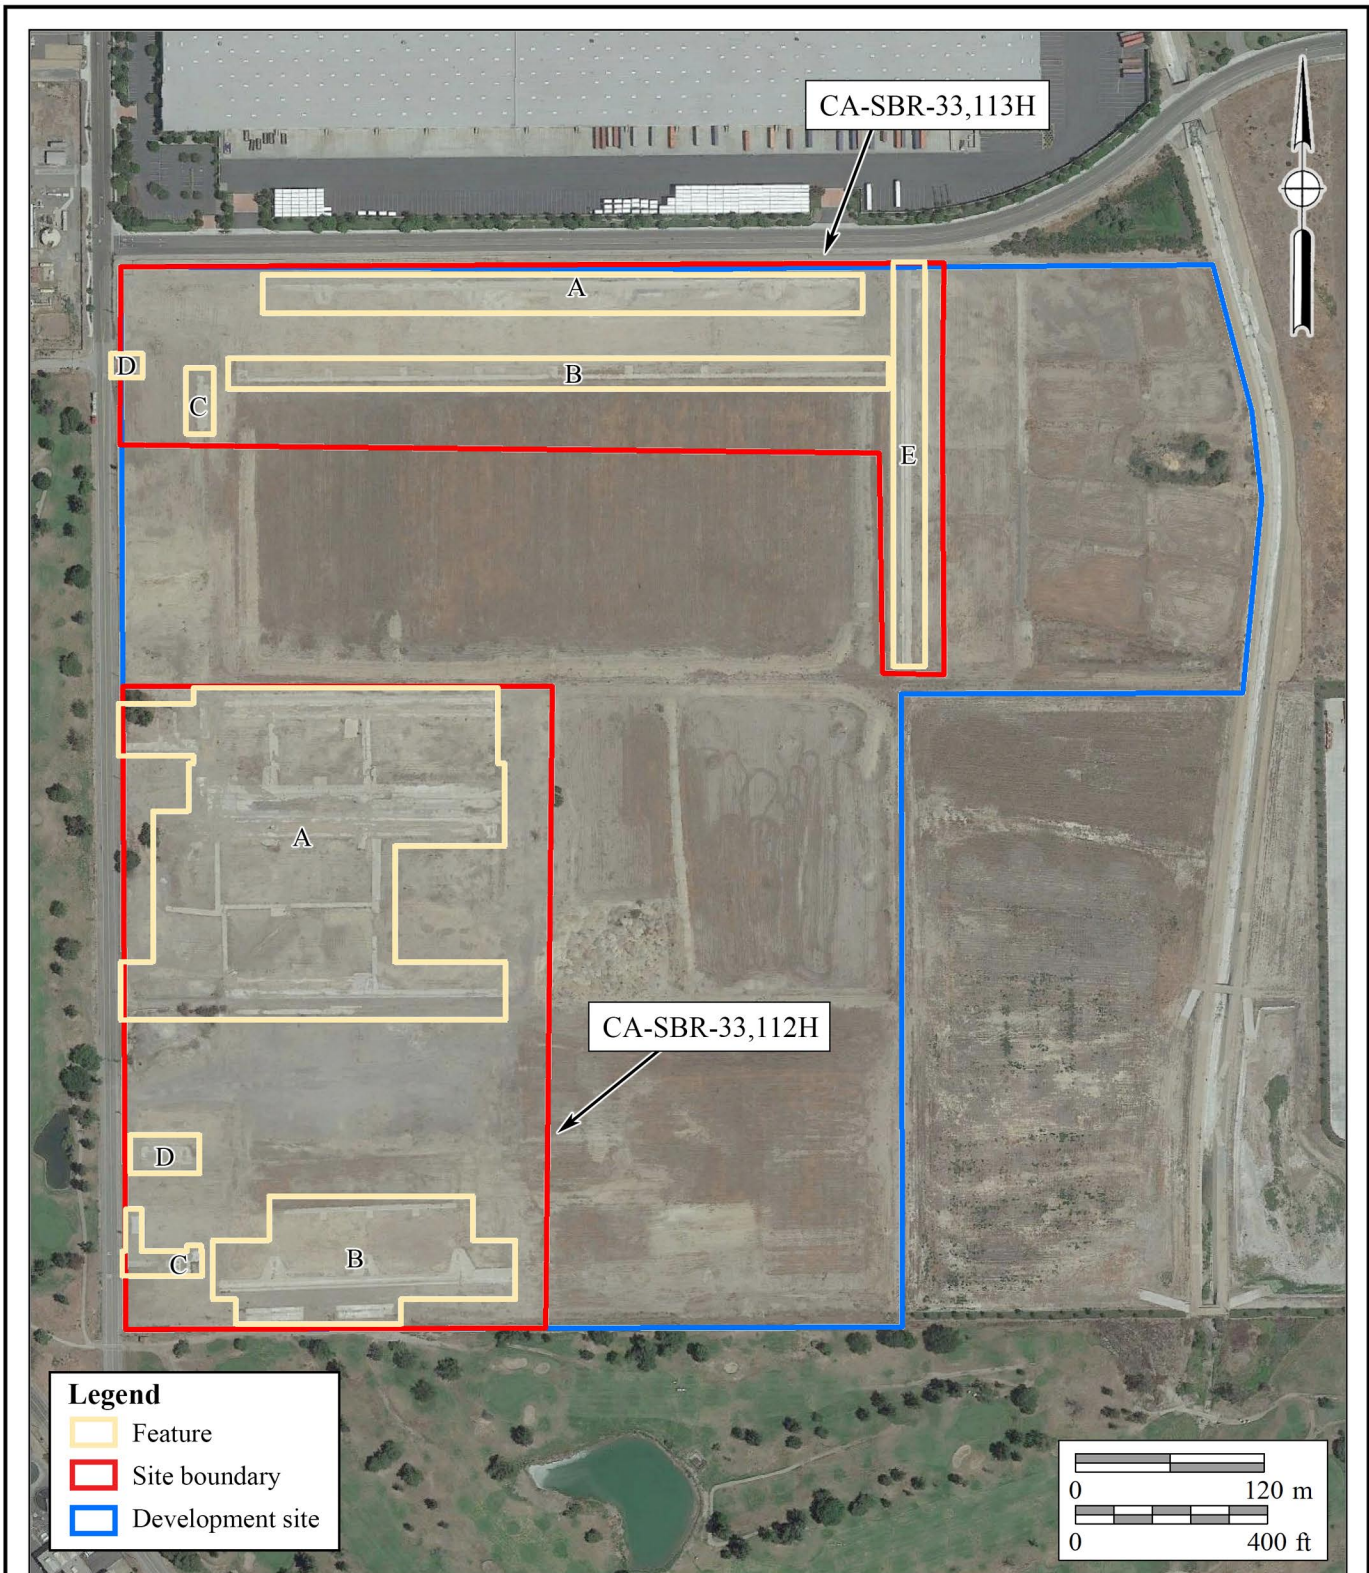 CA-SBR-33,113H
A
D
B
C
E
A
CA-SBR-33,112H
D
B
C
Legend
Feature
Site boundary
Development site
0 120 m
0 400 ft